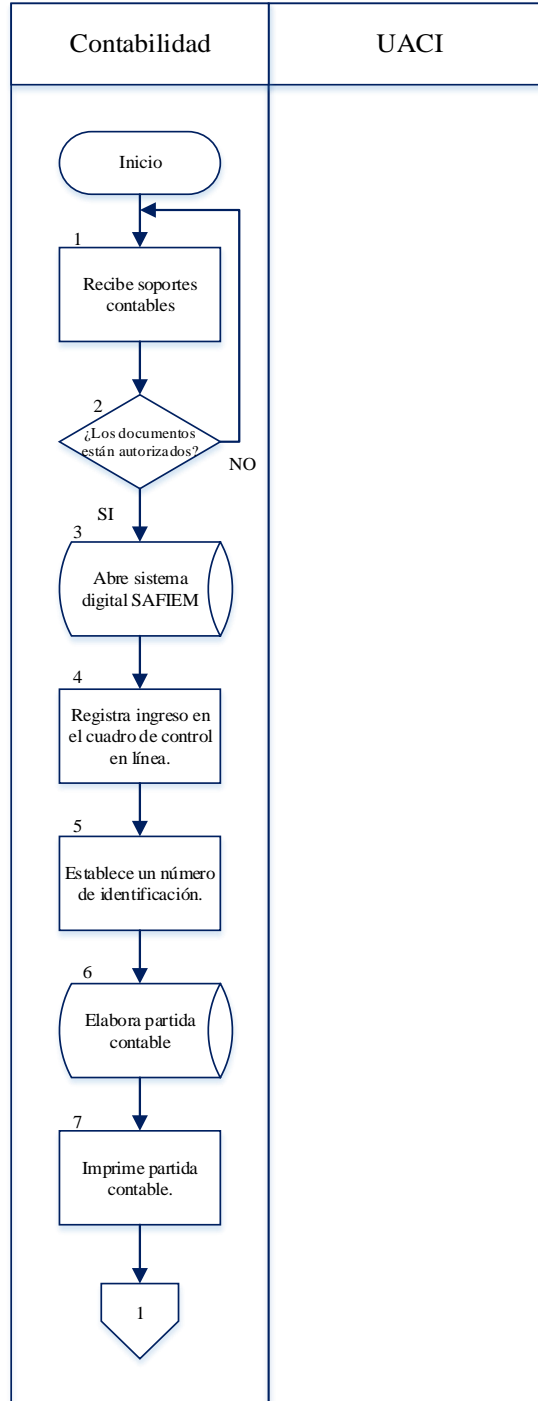 Contabilidad
UACI
Inicio
1
Recibe soportes
contables
2
¿Los documentos
están autorizados?
NO
SI
3
Abre sistema
digital SAFIEM
4
Registra ingreso en
el cuadro de control
en línea.
5
Establece un número
de identificación.
6
Elabora partida
contable
7
Imprime partida
contable.
1